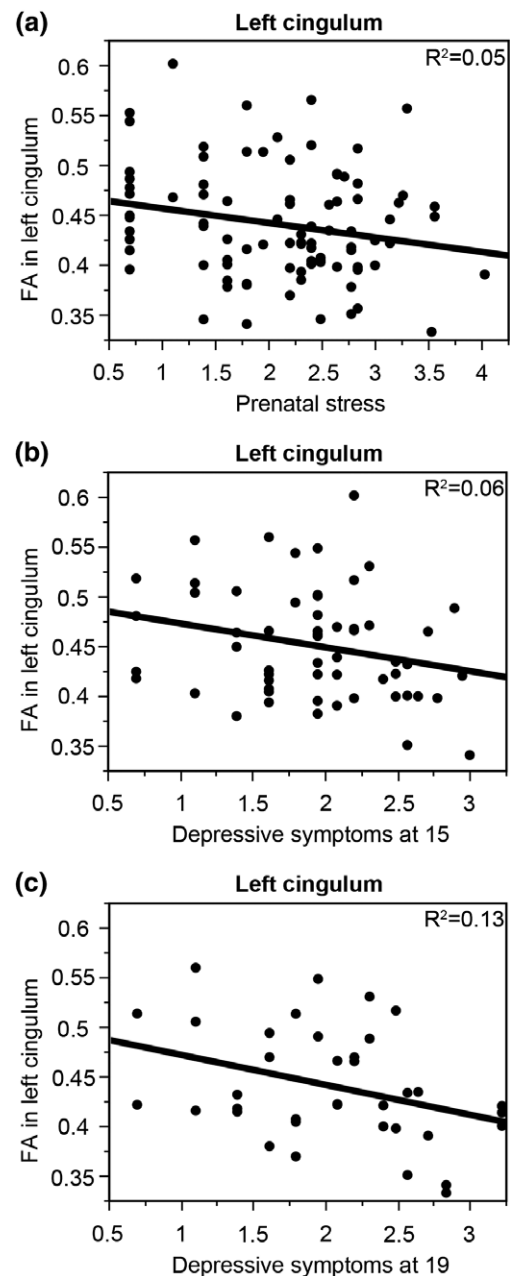 (a)
Left cingulum
R²=0.05
0.6
0.55
0.5
0.45
0.4
0.35
FA in left cingulum
0.5 1 1.5 2 2.5 3 3.5 4
Prenatal stress
(b)
Left cingulum
R²=0.06
0.6
0.55
0.5
0.45
0.4
0.35
FA in left cingulum
0.5 1 1.5 2 2.5 3
Depressive symptoms at 15
(c)
Left cingulum
R²=0.13
0.6
0.55
0.5
0.45
0.4
0.35
FA in left cingulum
0.5 1 1.5 2 2.5 3
Depressive symptoms at 19